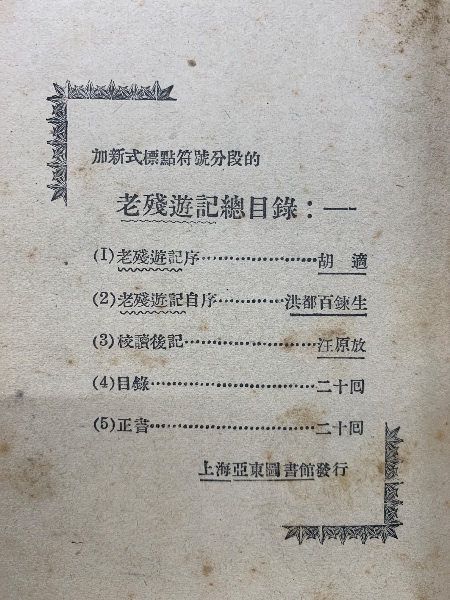 加新式標點符號分段的
老殘遊記總目錄：—
(1)老殘遊記序…………………胡適
(2)老殘遊記自序…………洪都百鍊生
(3)校讀後記…………………汪原放
(4)目錄………………………二十回
(5)正書………………………二十回
上海亞東圖書館發行